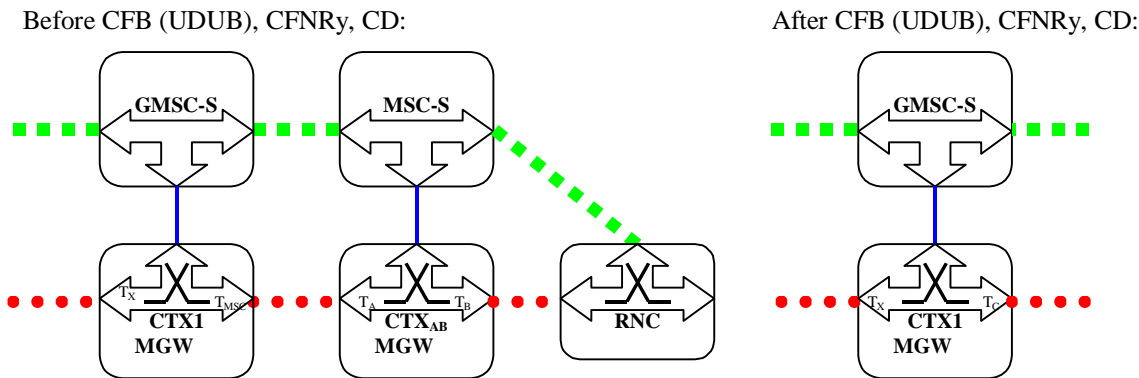 Before CFB (UDUB), CFNRy, CD:
After CFB (UDUB), CFNRy, CD:
GMSC-S
MSC-S
GMSC-S
TX
TMSC
TA
TB
TX
TC
CTX1
CTXAB
RNC
CTX1
MGW
MGW
MGW